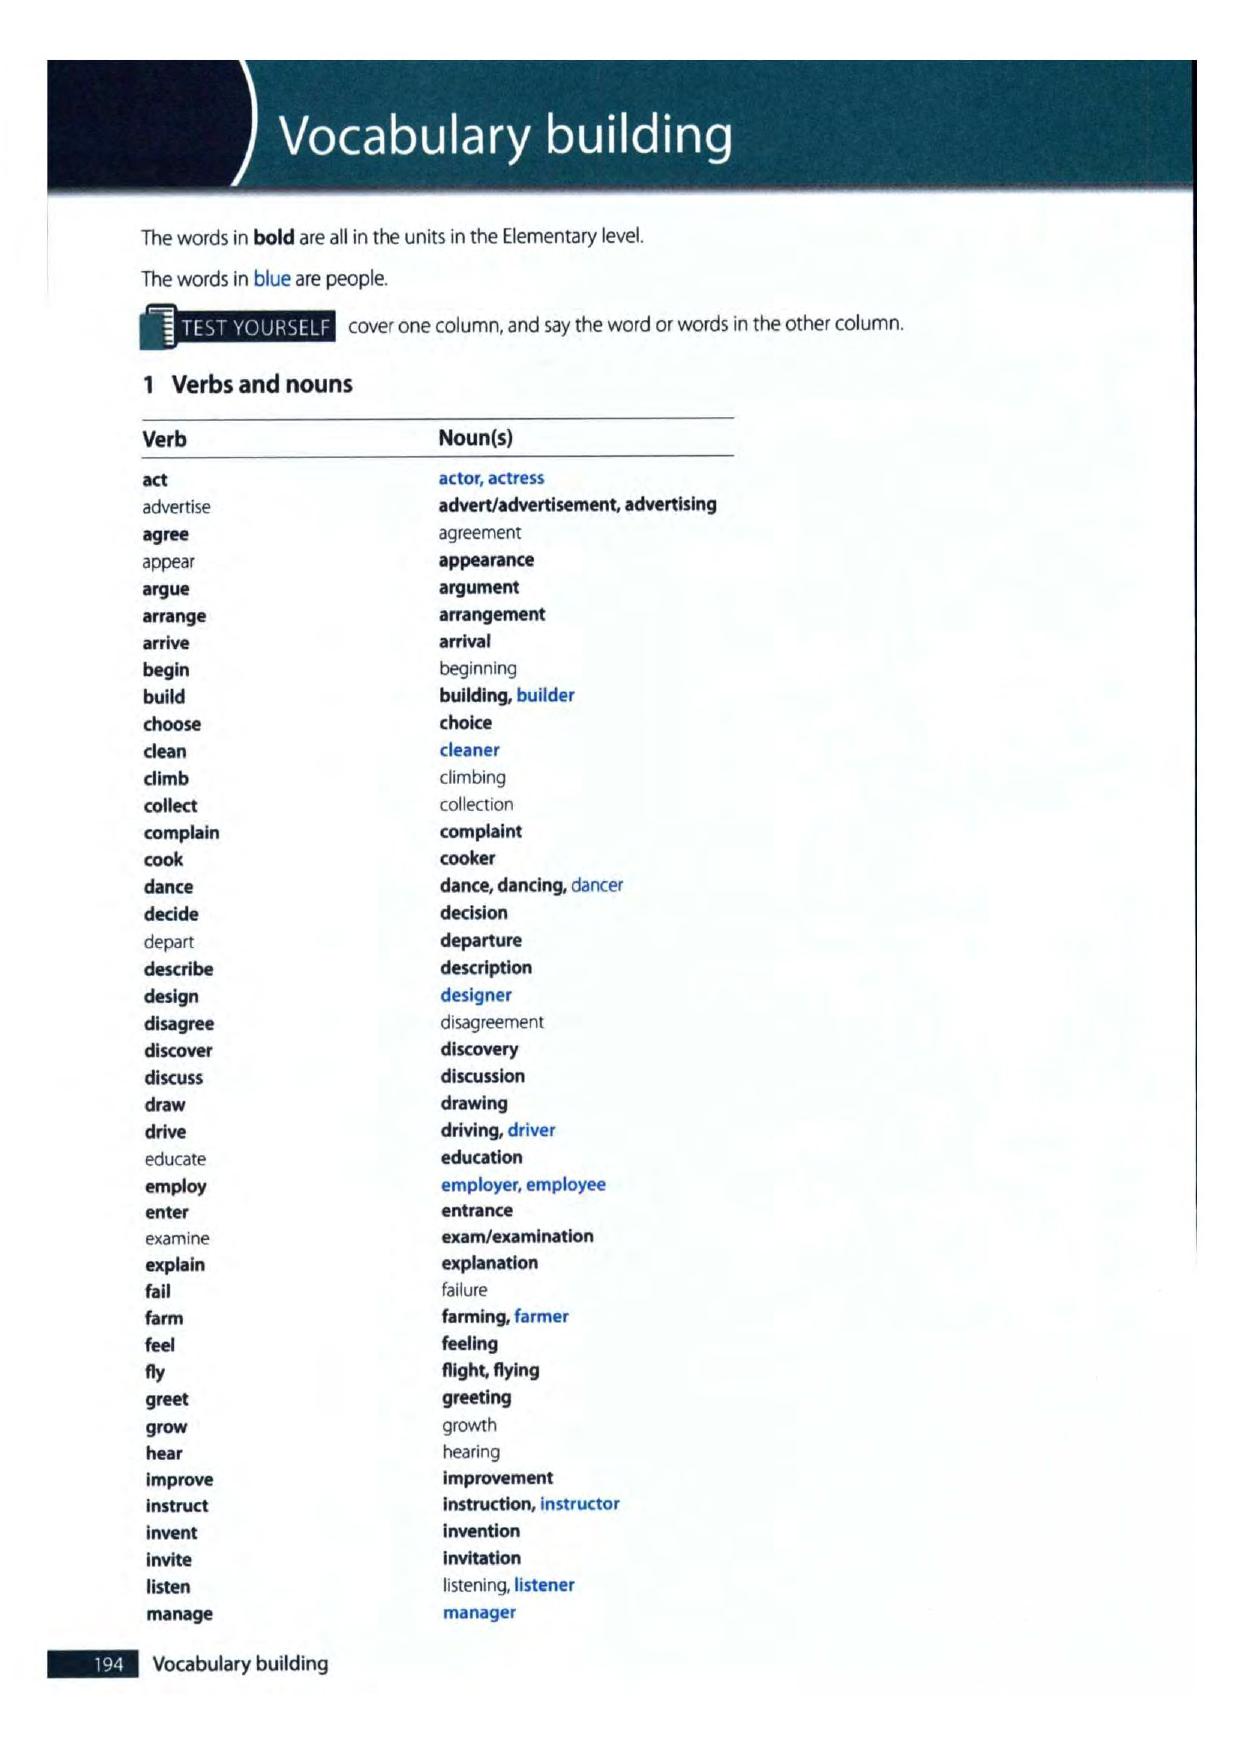 Vocabulary building
The words in bold are all in the units in the Elementary level.
The words in blue are people.
TEST YOURSELF cover one column, and say the word or words in the other column.
1 Verbs and nouns
Verb Noun(s)
act actor, actress
advertise advert/advertisement, advertising
agree agreement
appear appearance
argue argument
arrange arrangement
arrive arrival
begin beginning
build building, builder
choose choice
clean cleaner
climb climbing
collect collection
complain complaint
cook cooker
dance dance, dancing, dancer
decide decision
depart departure
describe description
design designer
disagree disagreement
discover discovery
discuss discussion
draw drawing
drive driving, driver
educate education
employ employer, employee
enter entrance
examine exam/examination
explain explanation
fail failure
farm farming, farmer
feel feeling
fly flight, flying
greet greeting
grow growth
hear hearing
improve improvement
instruct instruction, instructor
invent invention
invite invitation
listen listening, listener
manage manager
194 Vocabulary building